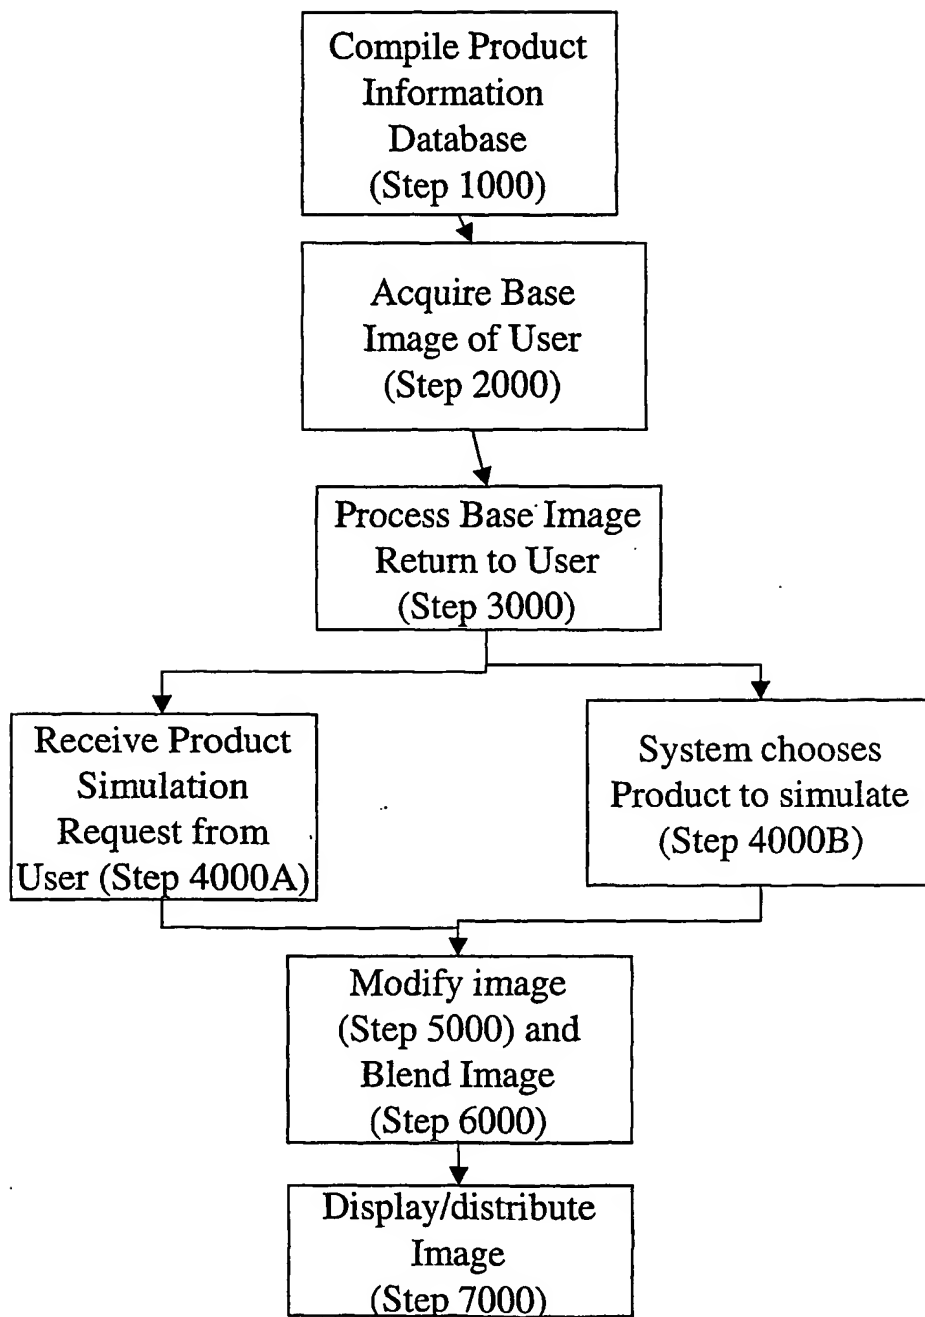 Compile Product
Information
Database
(Step 1000)
Acquire Base
Image of User
(Step 2000)
Process Base Image
Return to User
(Step 3000)
Receive Product
Simulation
Request from
User (Step 4000A)
System chooses
Product to simulate
(Step 4000B)
Modify image
(Step 5000) and
Blend Image
(Step 6000)
Display/distribute
Image
(Step 7000)